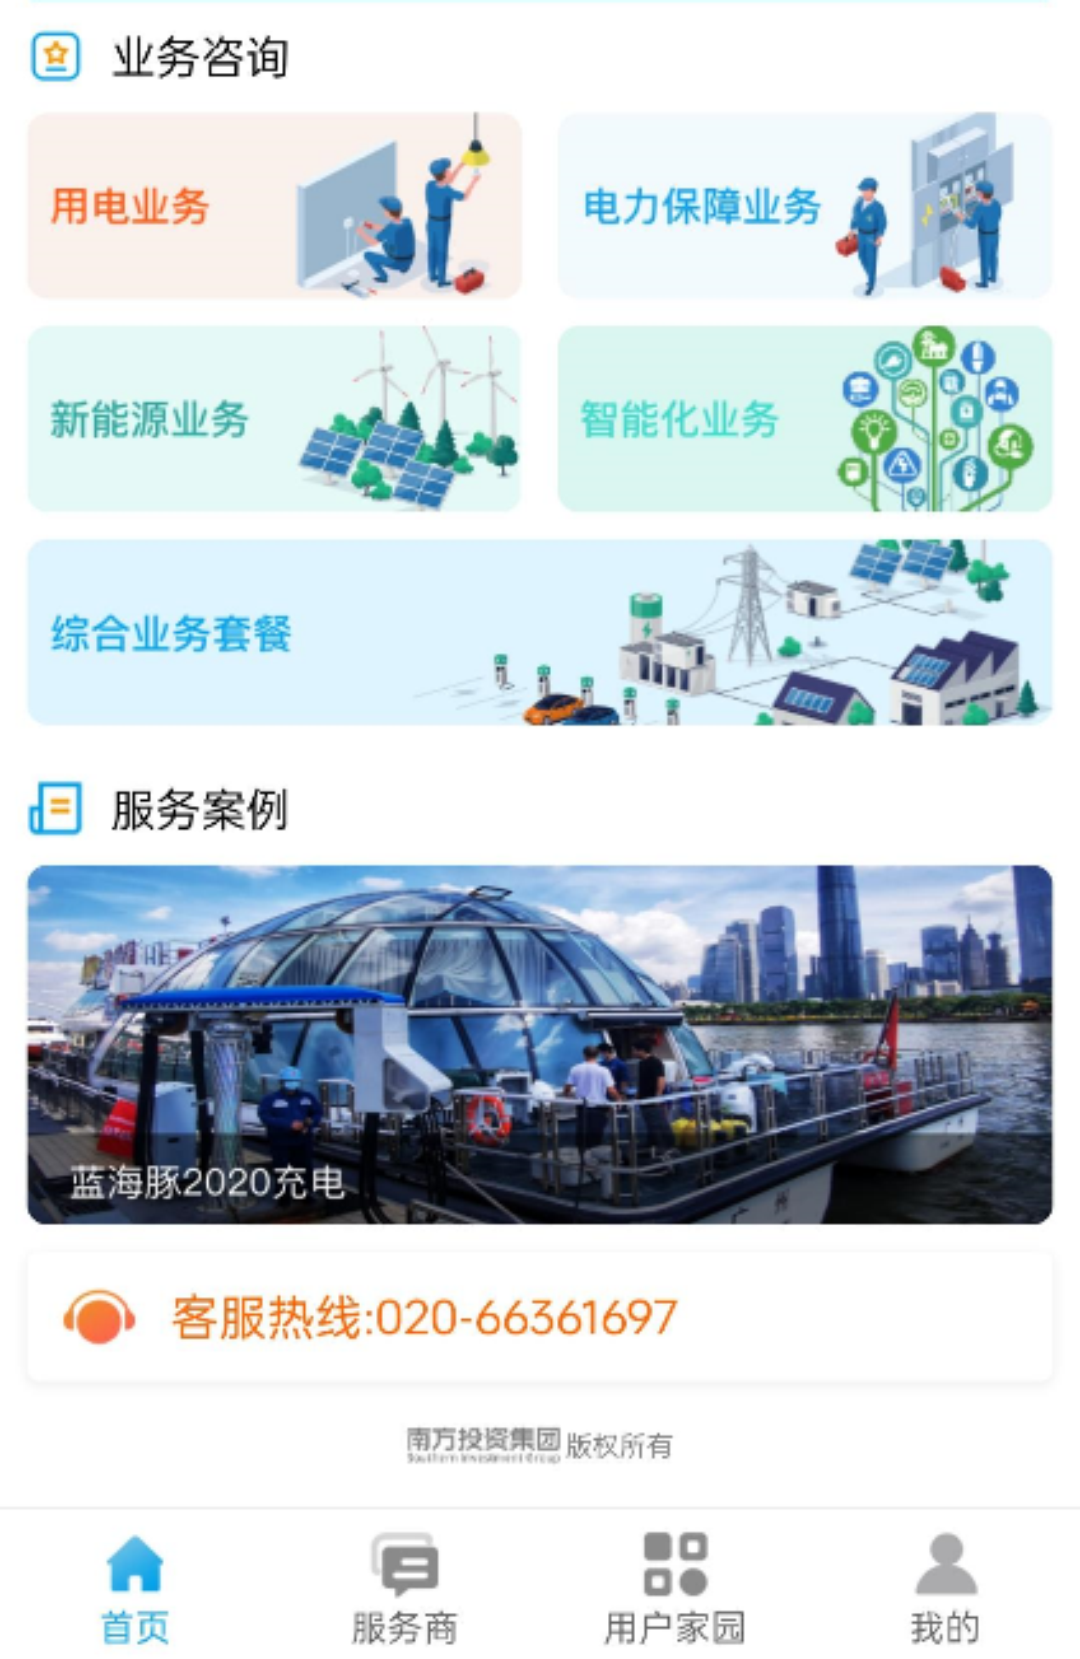 业务咨询
用电业务
电力保障业务
新能源业务
智能化业务
综合业务套餐
服务案例
蓝海豚2020充电
客服热线:020-66361697
南方投资集团 版权所有
Southern Investment Group
首页
服务商
用户家园
我的